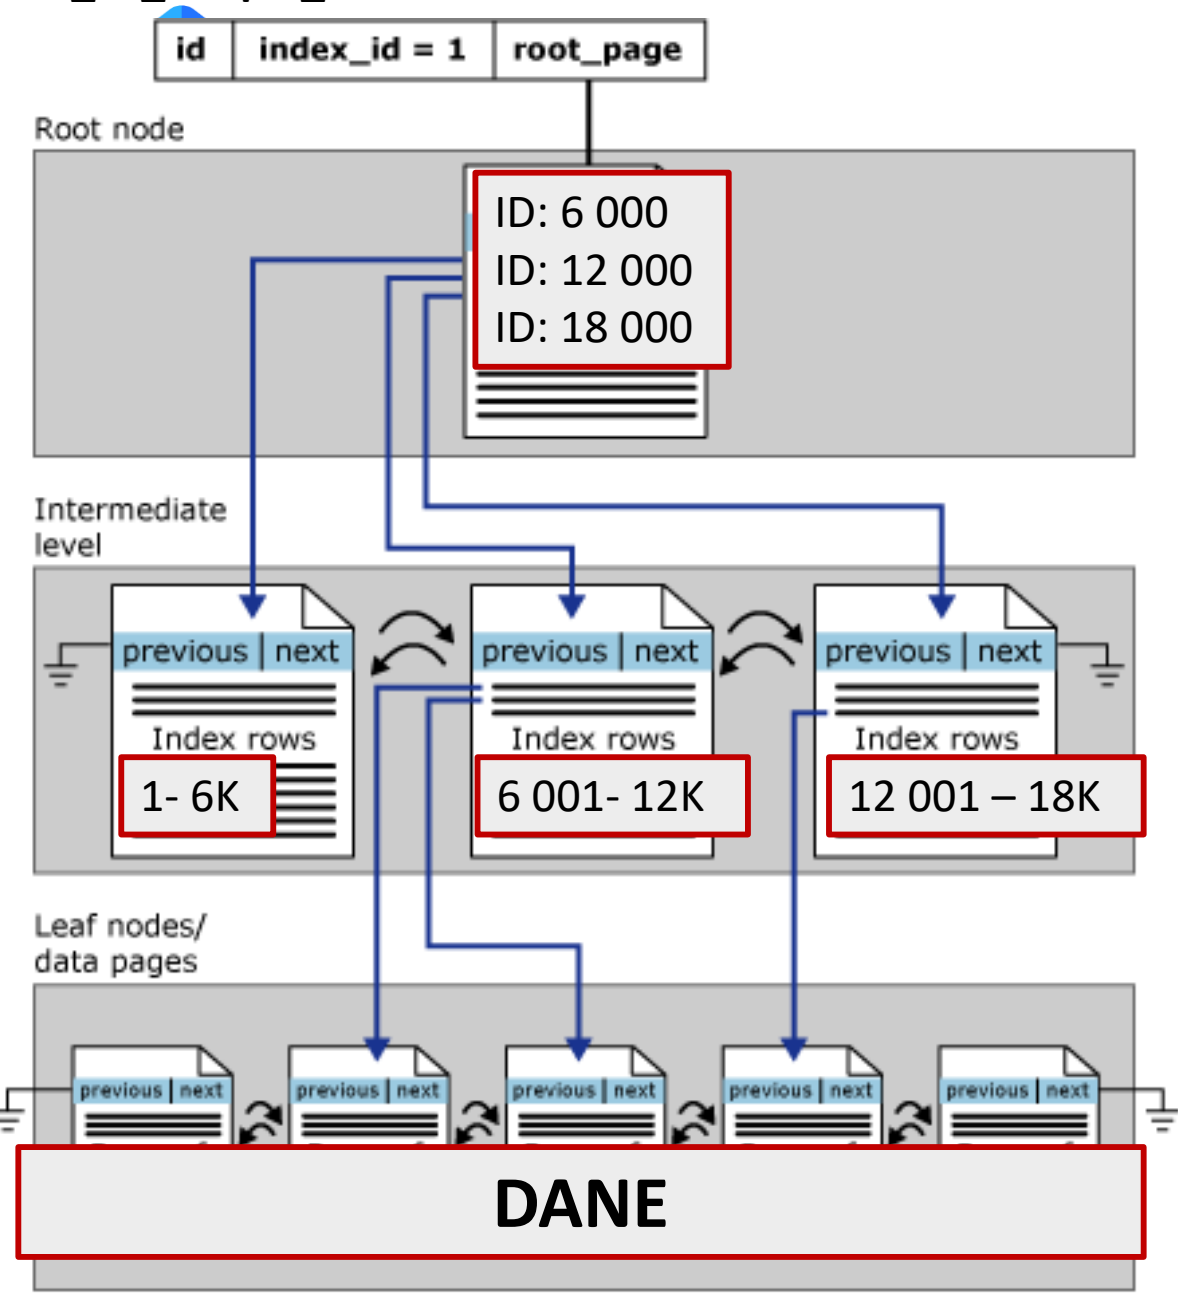 id index_id = 1 root_page
Root node
ID: 6 000
ID: 12 000
ID: 18 000
Intermediate
level
previous next previous next previous next
Index rows Index rows Index rows
1- 6K 6 001- 12K 12 001 – 18K
Leaf nodes/
data pages
previous next previous next previous next previous next previous next
DANE